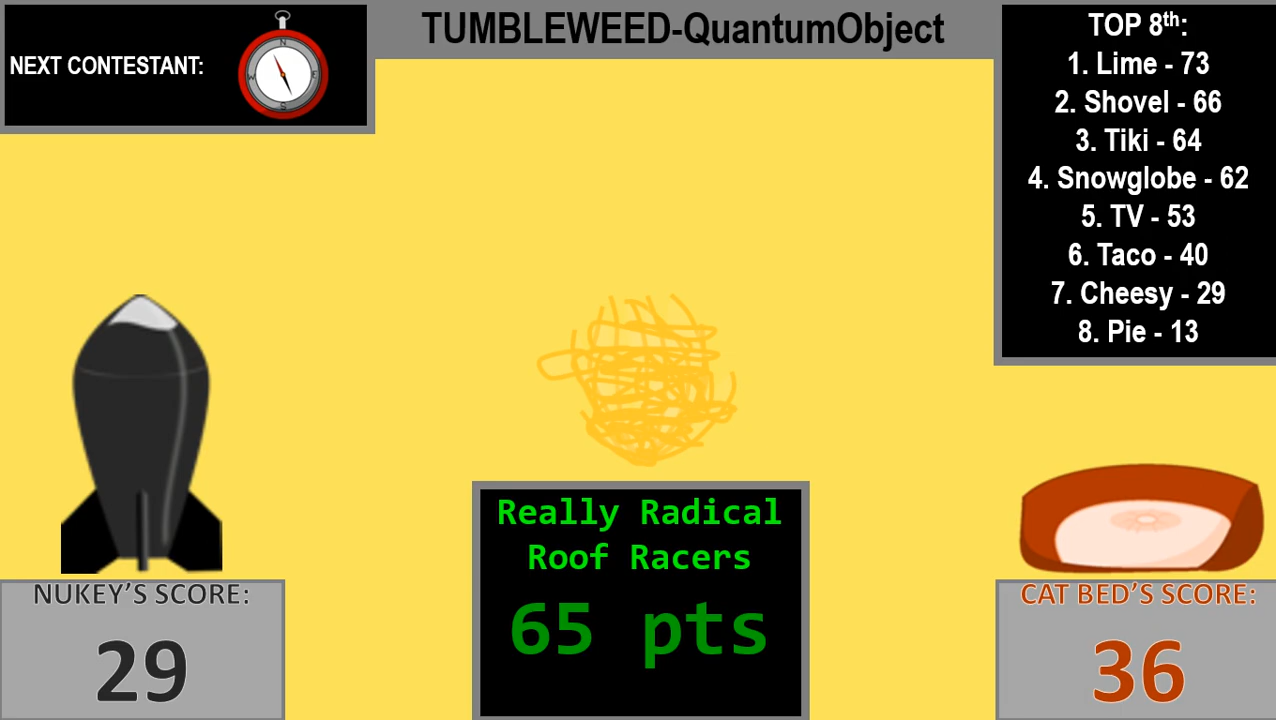 NEXT CONTESTANT:
N
E
S
W
TUMBLEWEED-QuantumObject
TOP 8th:
1. Lime - 73
2. Shovel - 66
3. Tiki - 64
4. Snowglobe - 62
5. TV - 53
6. Taco - 40
7. Cheesy - 29
8. Pie - 13
Really Radical
Roof Racers
65 pts
NUKEY'S SCORE:
29
CAT BED'S SCORE:
36